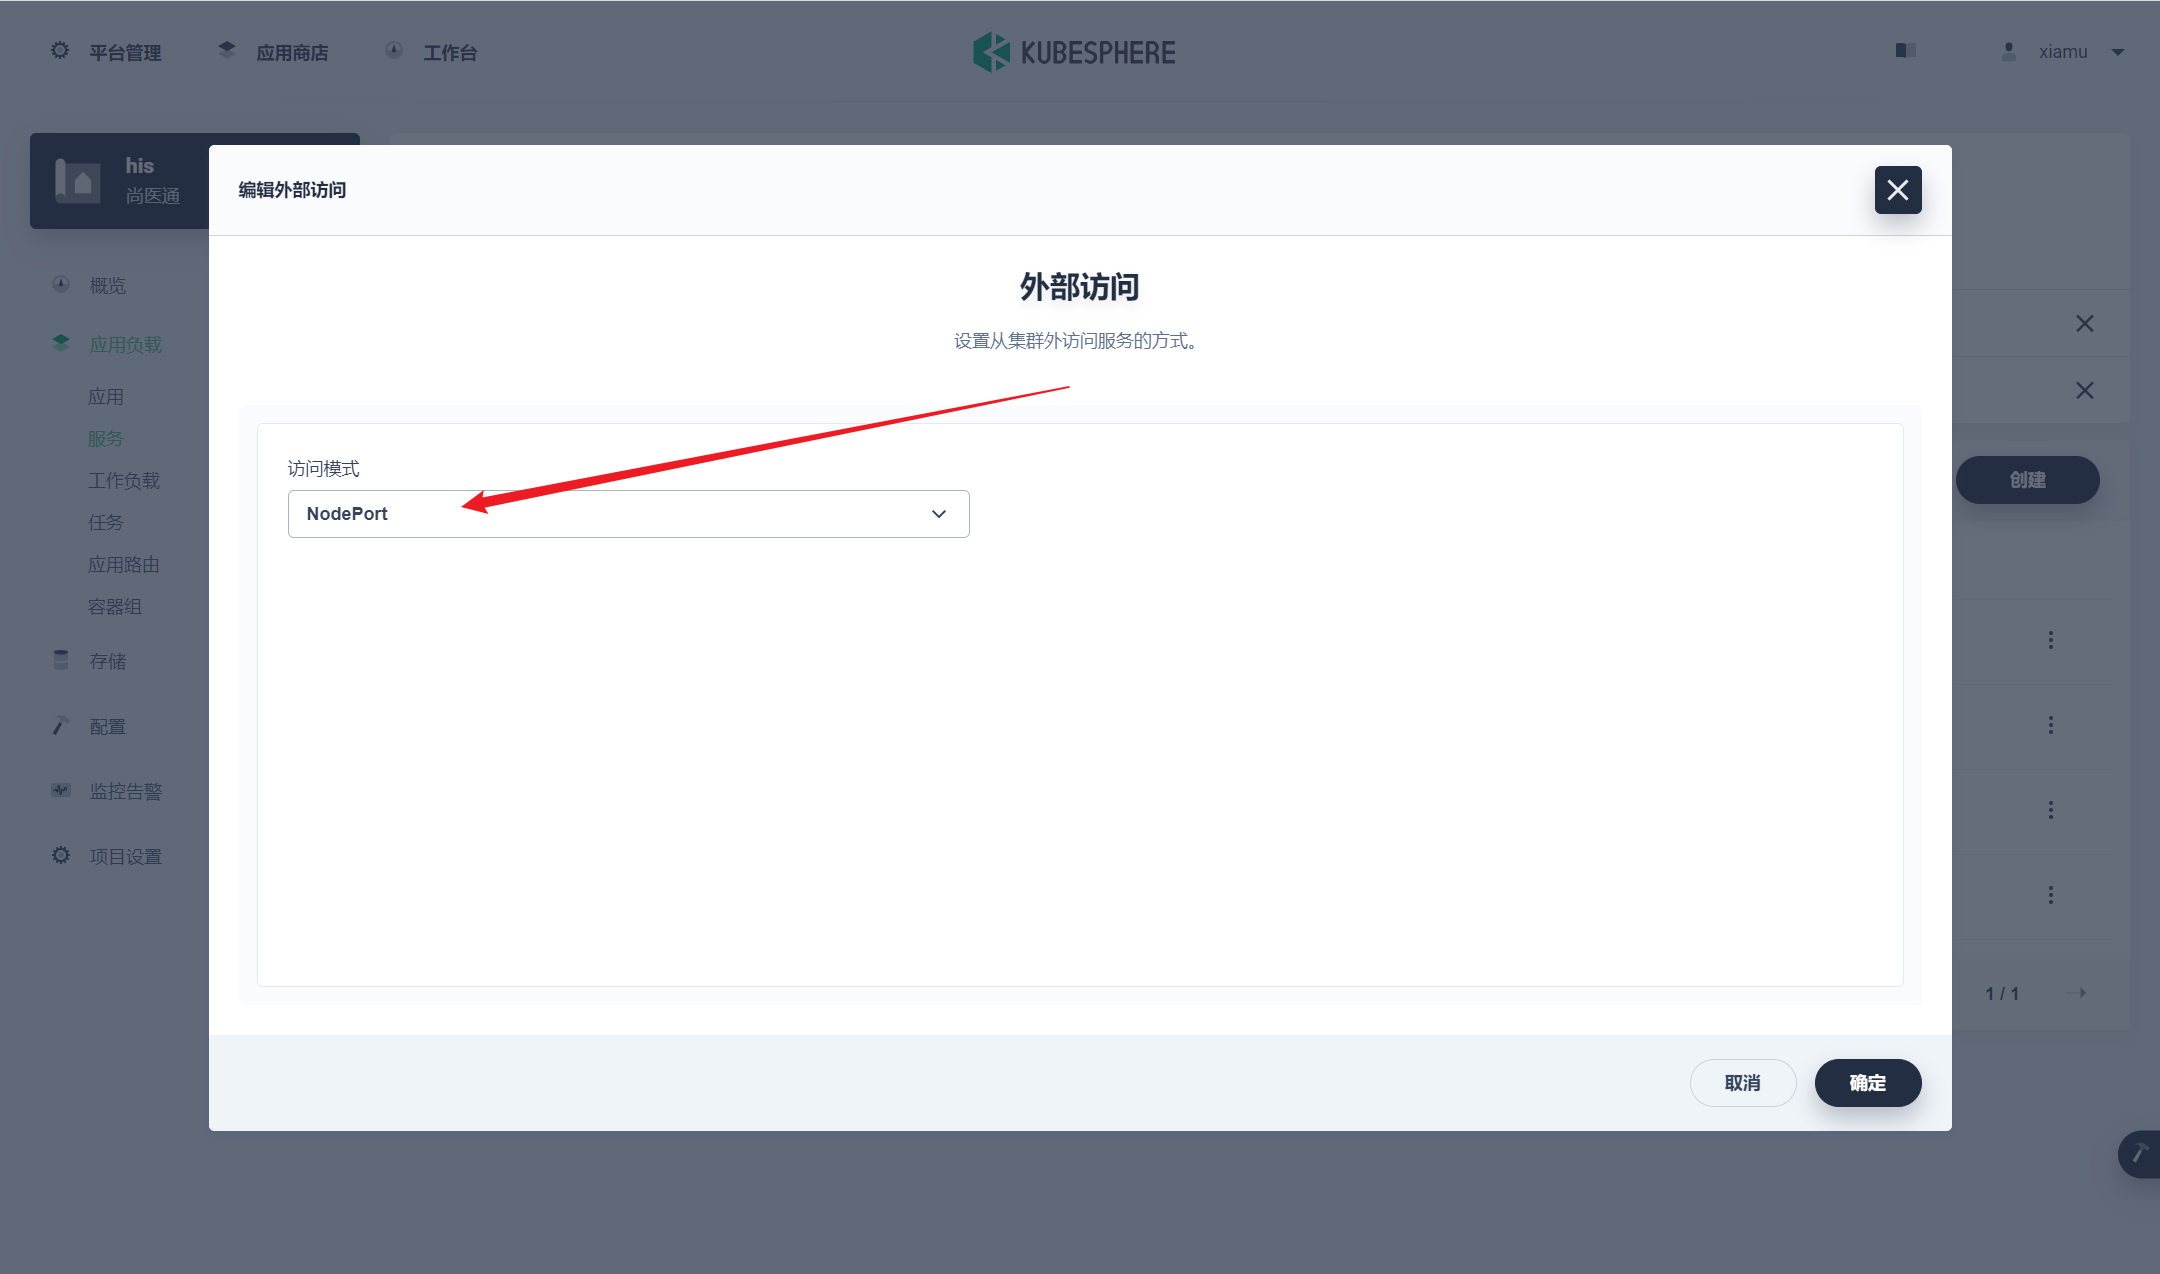 平台管理
应用商店
工作台
KUBESPHERE
xiamu
his
尚医通
编辑外部访问
外部访问
设置从集群外访问服务的方式。
访问模式
NodePort
概览
应用负载
应用
服务
工作负载
任务
应用路由
容器组
存储
配置
监控告警
项目设置
创建
1 / 1
取消
确定